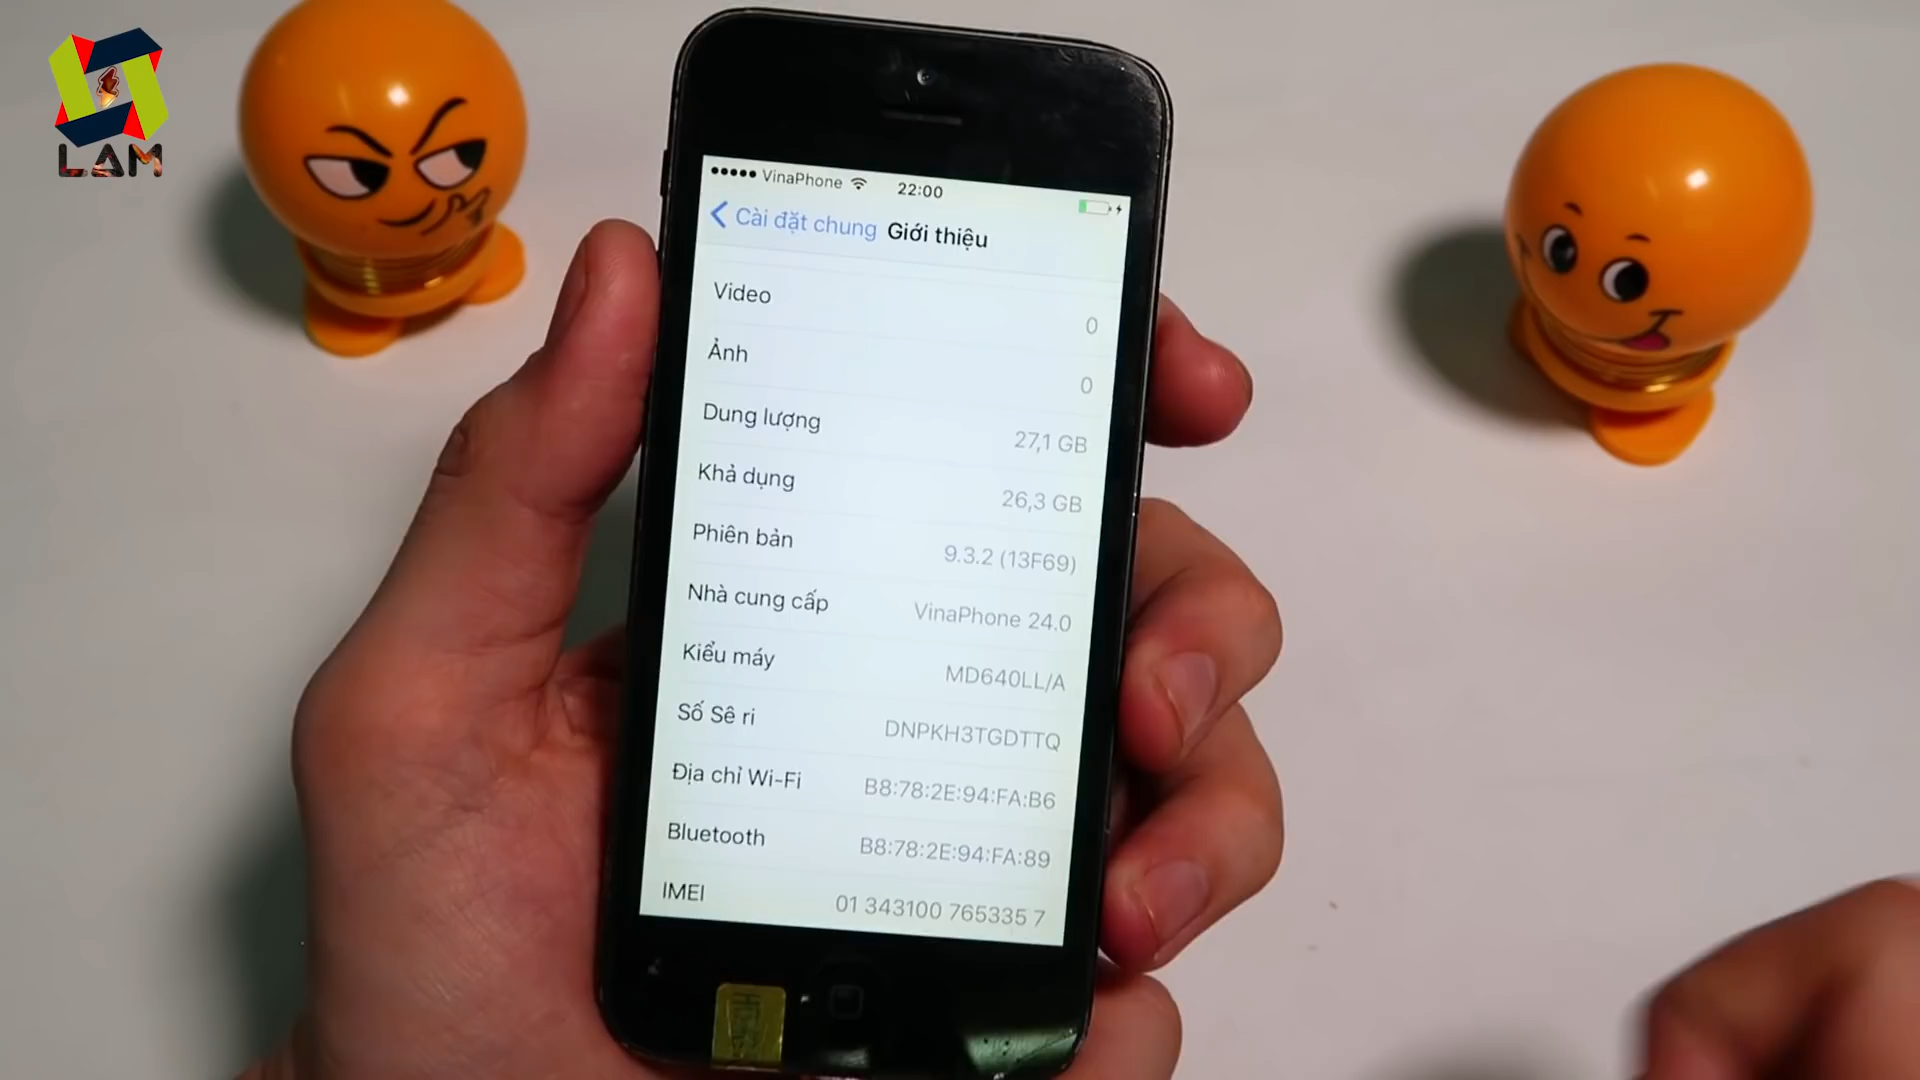 LAM
VinaPhone 22:00
Cài đặt chung Giới thiệu
Video 0
Ảnh 0
Dung lượng 27,1 GB
Khả dụng 26,3 GB
Phiên bản 9.3.2 (13F69)
Nhà cung cấp VinaPhone 24.0
Kiểu máy MD640LL/A
Số Sê ri DNPKH3TGDTTQ
Địa chỉ Wi-Fi B8:78:2E:94:FA:B6
Bluetooth B8:78:2E:94:FA:89
IMEI 01 343100 765335 7